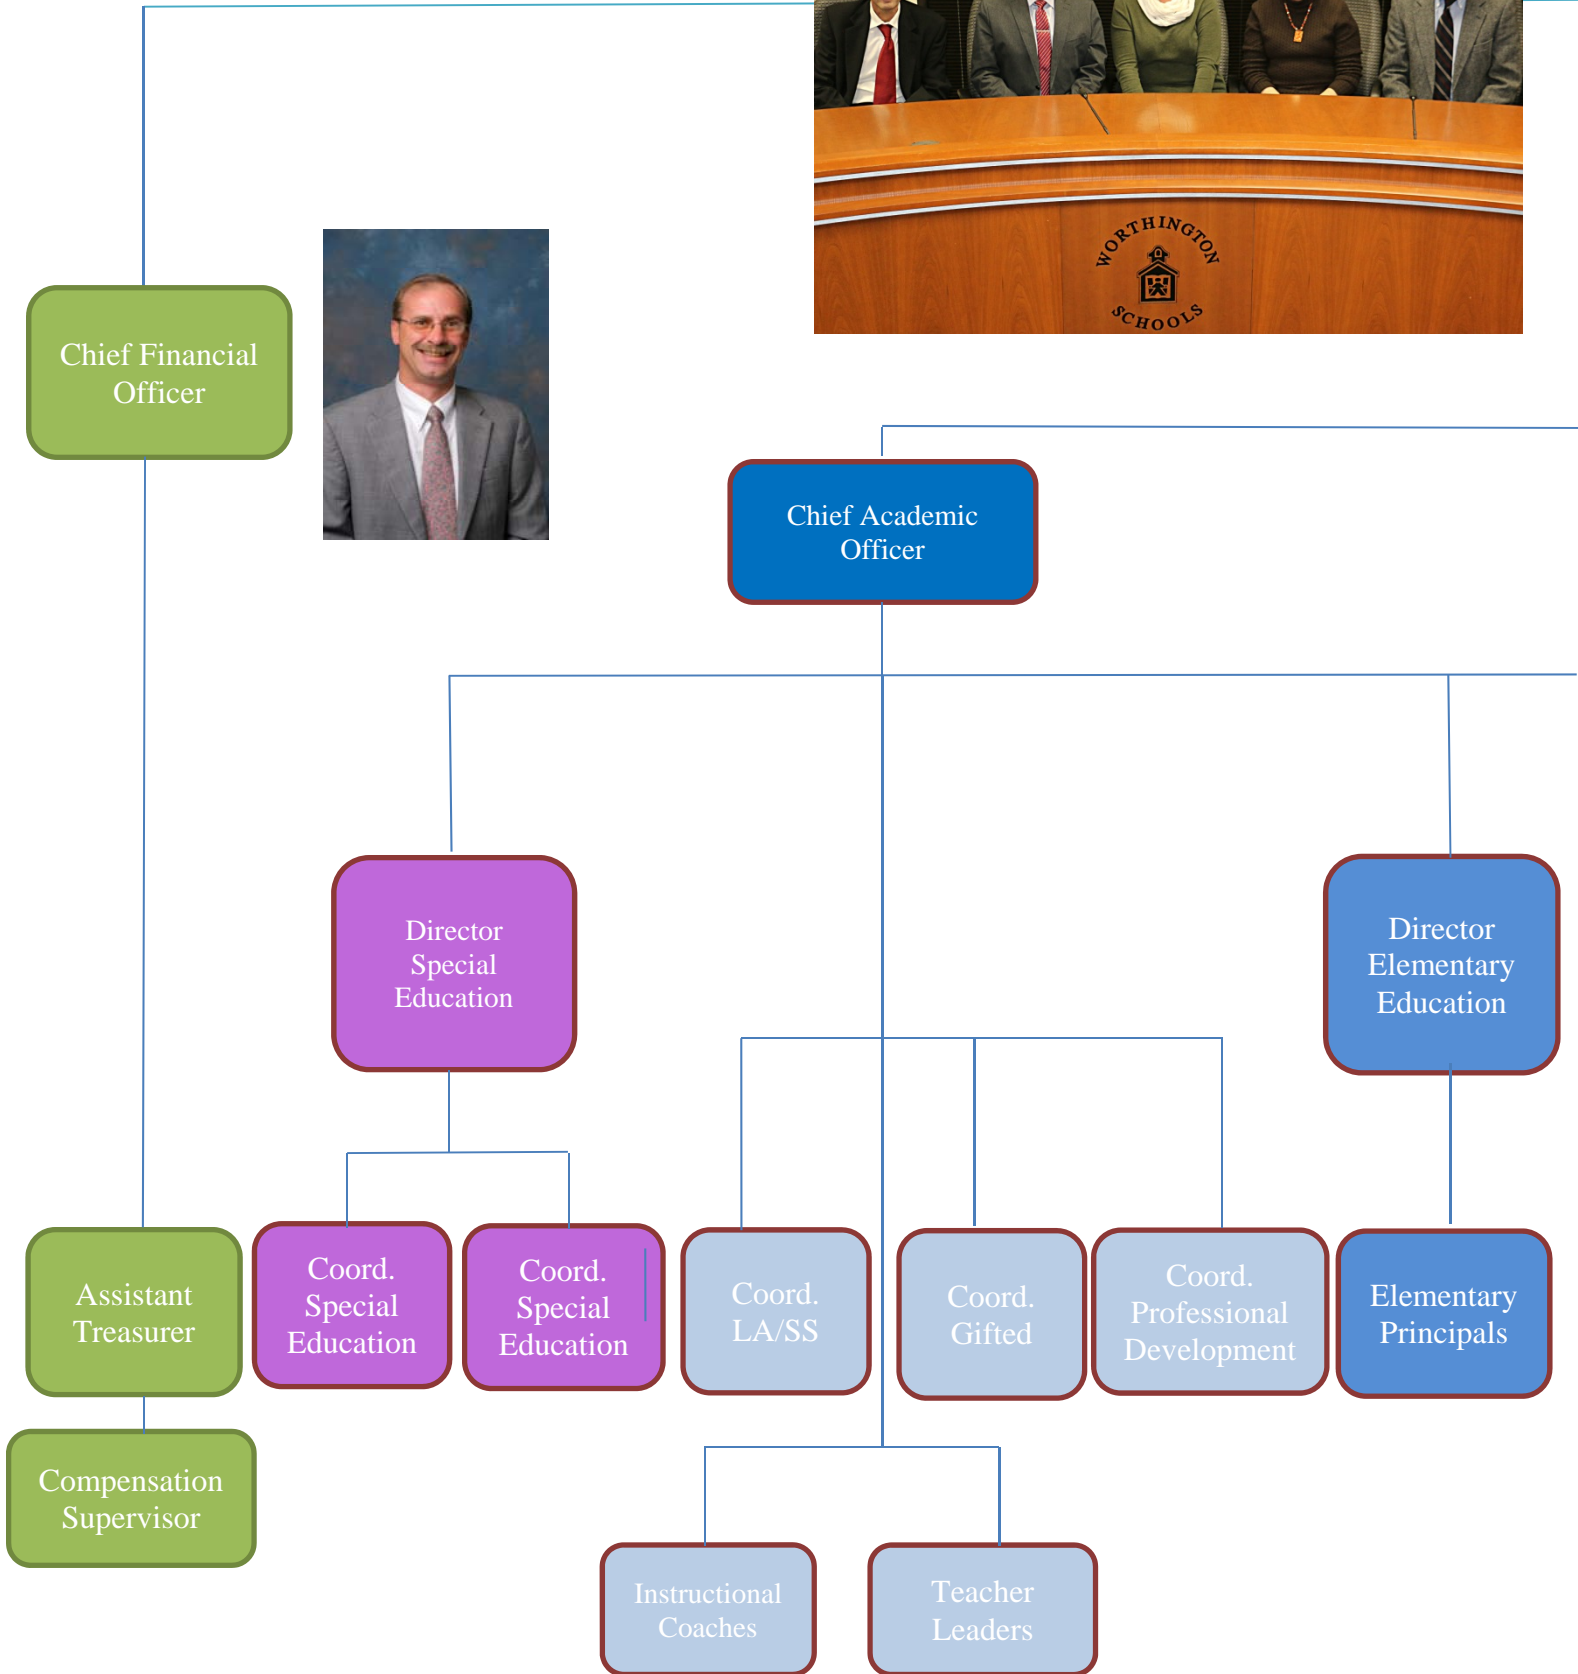 WORTHINGTON
SCHOOLS
Chief Financial
Officer
Chief Academic
Officer
Director
Special
Education
Director
Elementary
Education
Assistant
Treasurer
Coord.
Special
Education
Coord.
Special
Education
Coord.
LA/SS
Coord.
Gifted
Coord.
Professional
Development
Elementary
Principals
Compensation
Supervisor
Instructional
Coaches
Teacher
Leaders